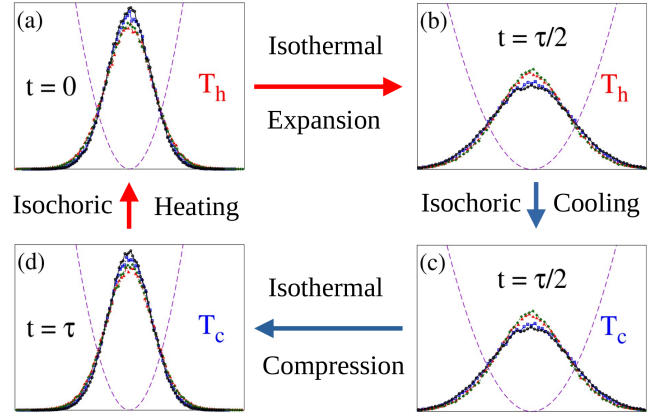 (a)
t = 0
T_h
Isothermal
Expansion
(b)
t = τ/2
T_h
Isochoric
Heating
Isochoric
Cooling
(d)
t = τ
T_c
Isothermal
Compression
(c)
t = τ/2
T_c